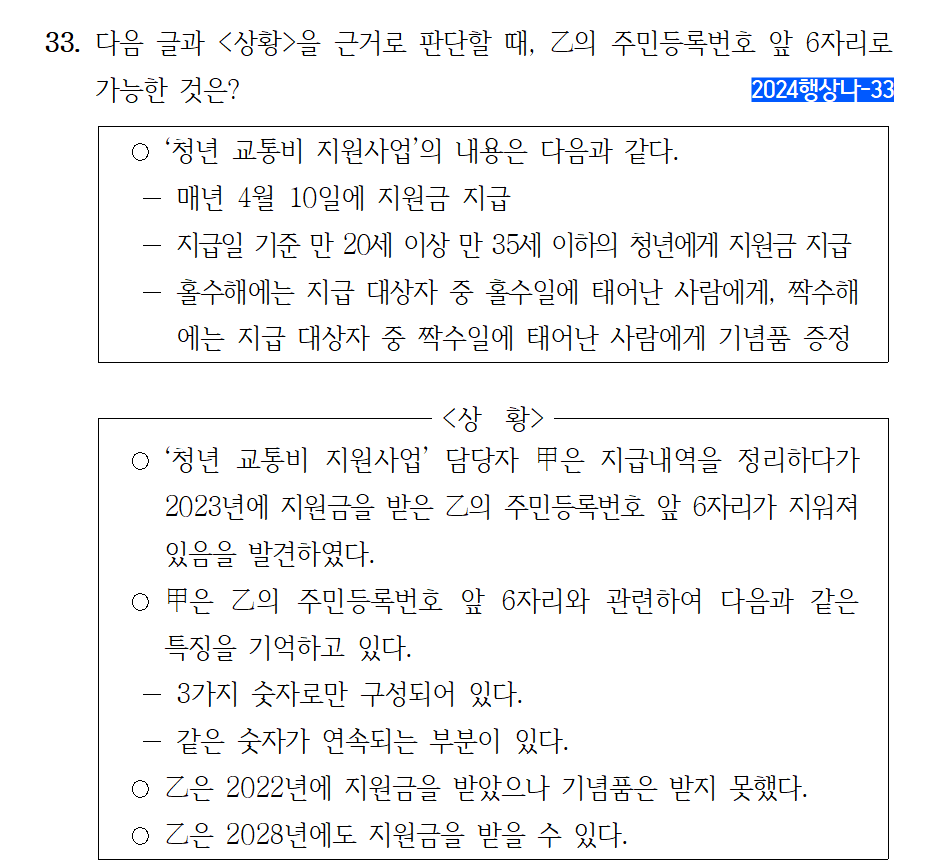 33. 다음 글과 <상황>을 근거로 판단할 때, 乙의 주민등록번호 앞 6자리로
가능한 것은?
2024행상나-33
○ ‘청년 교통비 지원사업’의 내용은 다음과 같다.
- 매년 4월 10일에 지원금 지급
- 지급일 기준 만 20세 이상 만 35세 이하의 청년에게 지원금 지급
- 홀수해에는 지급 대상자 중 홀수일에 태어난 사람에게, 짝수해
에는 지급 대상자 중 짝수일에 태어난 사람에게 기념품 증정
<상 황>
○ ‘청년 교통비 지원사업’ 담당자 甲은 지급내역을 정리하다가
2023년에 지원금을 받은 乙의 주민등록번호 앞 6자리가 지워져
있음을 발견하였다.
○ 甲은 乙의 주민등록번호 앞 6자리와 관련하여 다음과 같은
특징을 기억하고 있다.
- 3가지 숫자로만 구성되어 있다.
- 같은 숫자가 연속되는 부분이 있다.
○ 乙은 2022년에 지원금을 받았으나 기념품은 받지 못했다.
○ 乙은 2028년에도 지원금을 받을 수 있다.